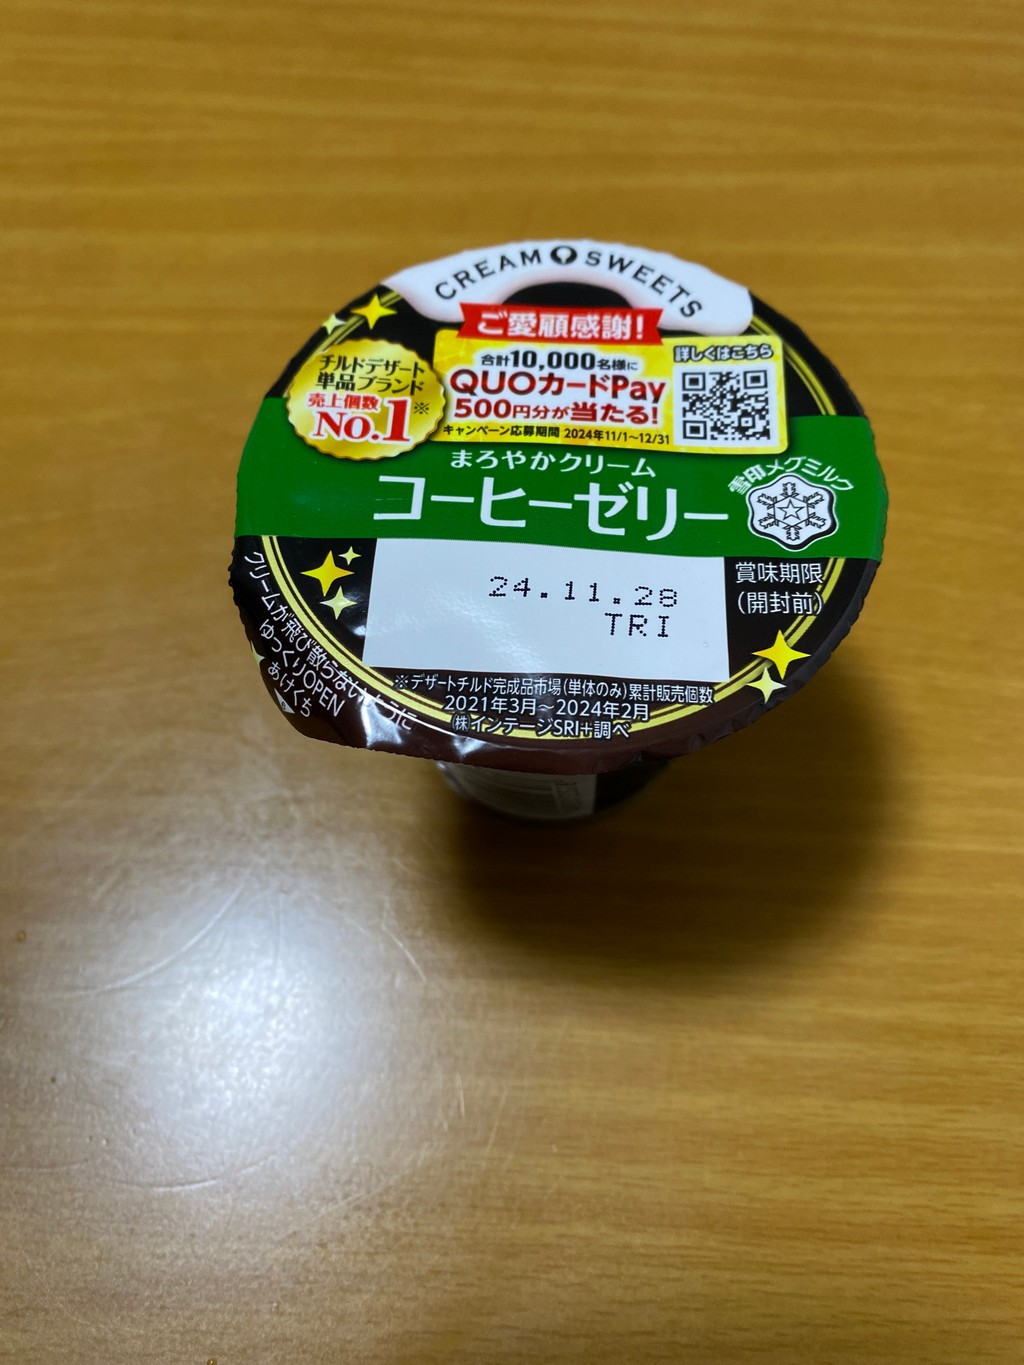 CREAM SWEETS
ご愛顧感謝!
チルドデザート
単品ブランド
売上個数
No.1※
合計10,000名様に
QUOカードPay
500円分が当たる!
キャンペーン応募期間 2024年11/1〜12/31
詳しくはこちら
まろやかクリーム
コーヒーゼリー
雪印メグミルク
24.11.28
TRI
賞味期限
(開封前)
クリームが飛び散らないように
ゆっくりOPEN
あけくち
※デザートチルド完成品市場(単体のみ)累計販売個数
2021年3月〜2024年2月
㈱インテージSRI+調べ